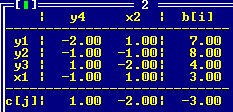 [■] 2
¦ y4 x2 ¦ b[i]
y1 ¦ -2.00 1.00¦ 7.00
y2 ¦ -1.00 -1.00¦ 8.00
y3 ¦ 1.00 -2.00¦ 4.00
x1 ¦ -1.00 1.00¦ 3.00
c[j]¦ 1.00 -2.00¦ -3.00